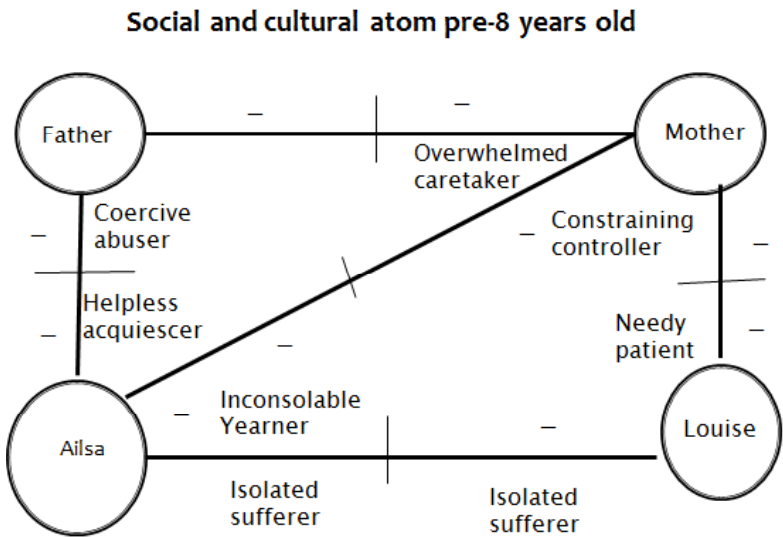 Social and cultural atom pre-8 years old
Father
Mother
–
–
Overwhelmed
caretaker
Coercive
abuser
–
Constraining
controller
–
–
Helpless
acquiescer
–
Needy
patient
–
–
Inconsolable
Yearner
–
–
Ailsa
Louise
Isolated
sufferer
Isolated
sufferer